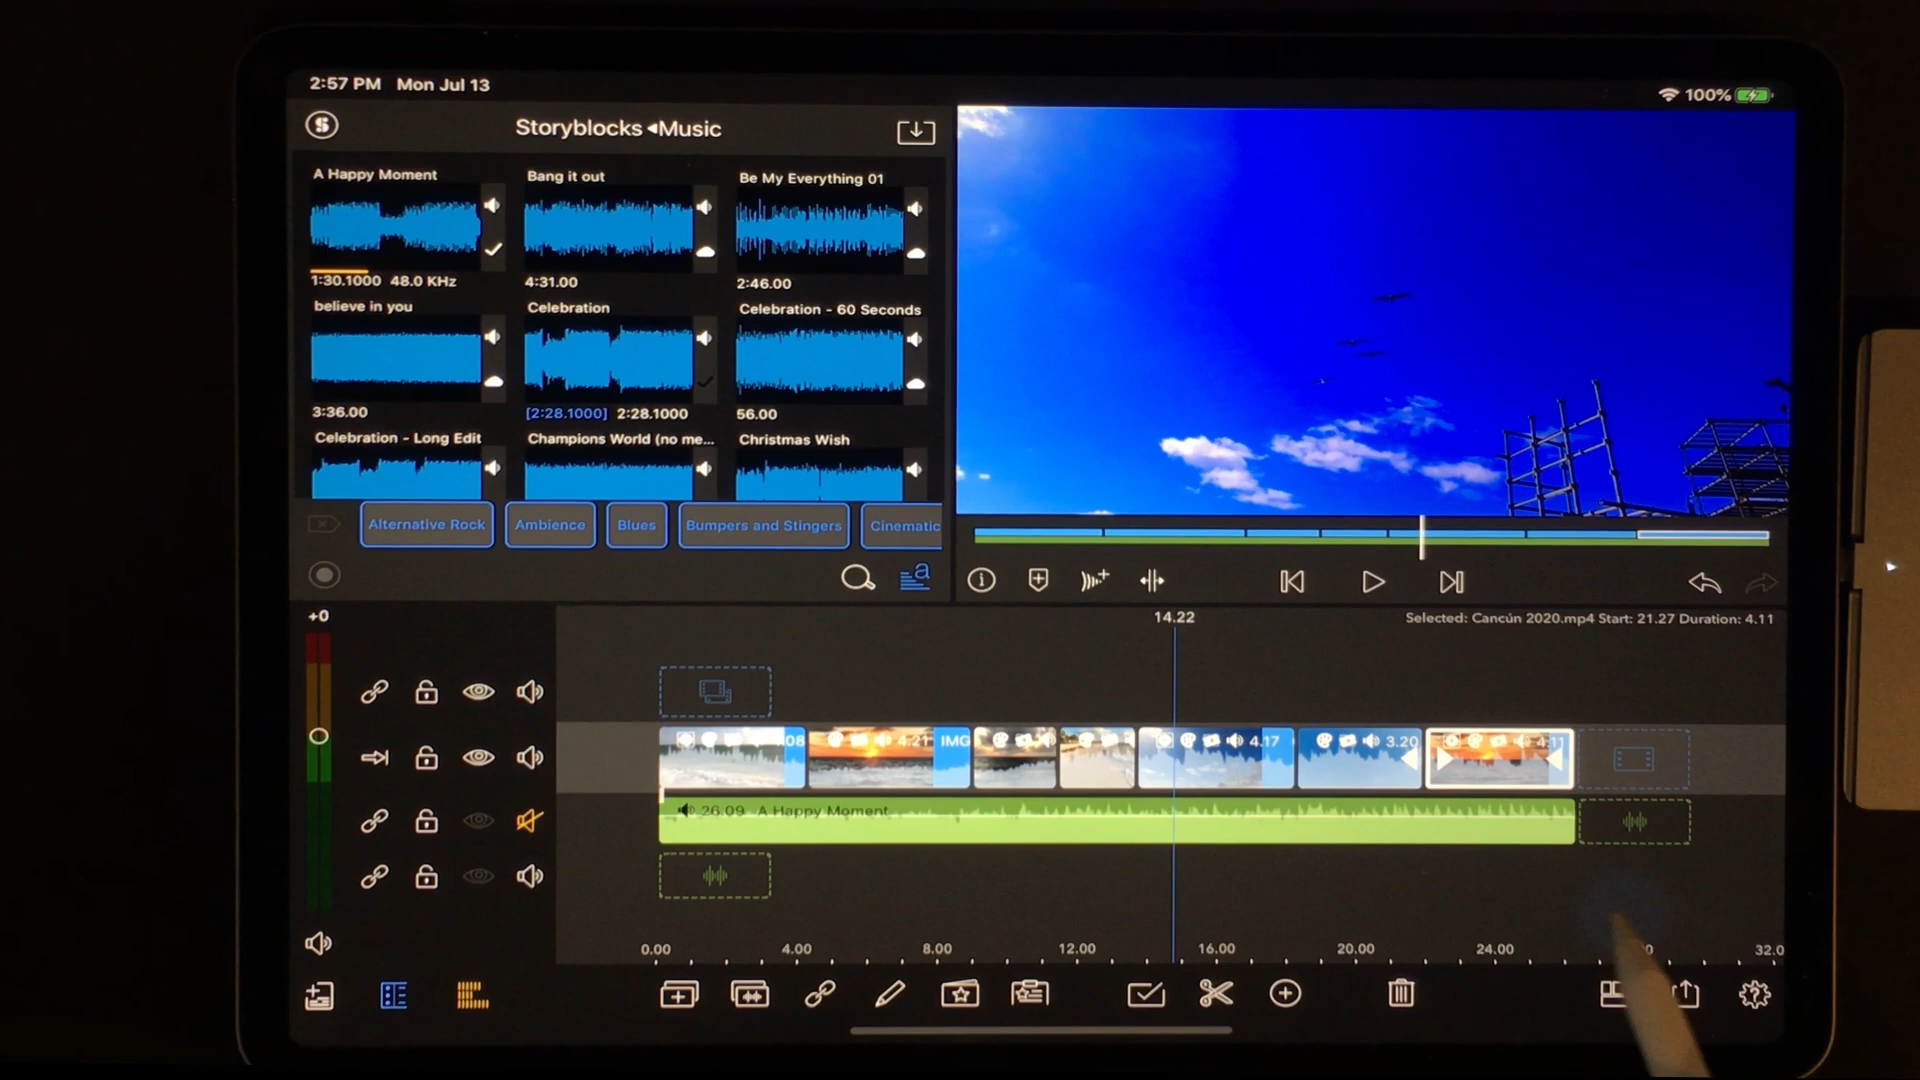 2:57 PM Mon Jul 13
100%
S
Storyblocks ◂Music
A Happy Moment
Bang it out
Be My Everything 01
1:30.1000 48.0 KHz
4:31.00
2:46.00
believe in you
Celebration
Celebration - 60 Seconds
3:36.00
[2:28.1000] 2:28.1000
56.00
Celebration - Long Edit
Champions World (no me...
Christmas Wish
Alternative Rock
Ambience
Blues
Bumpers and Stingers
Cinematic
a
+0
14.22
Selected: Cancún 2020.mp4 Start: 21.27 Duration: 4.11
08
4.21
IMG
4.17
3.20
4.11
26.09 A Happy Moment
0.00
4.00
8.00
12.00
16.00
20.00
24.00
32.0